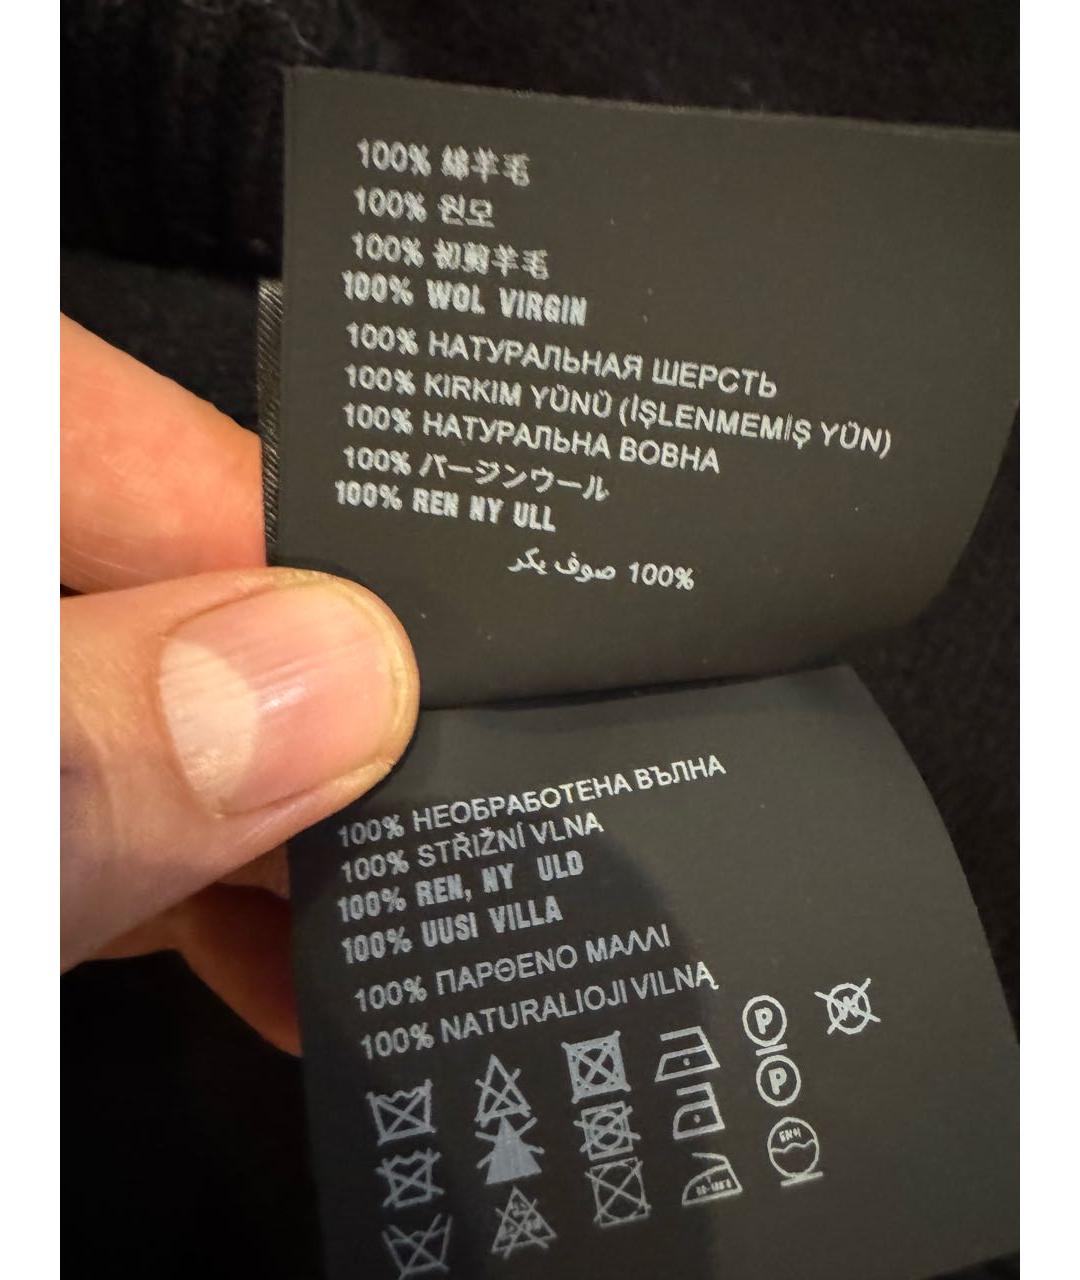 100% 綿羊毛
100% 원모
100% 初剪羊毛
100% WOL VIRGIN
100% НАТУРАЛЬНАЯ ШЕРСТЬ
100% KIRKIM YÜNÜ (İŞLENMEMİŞ YÜN)
100% НАТУРАЛЬНА ВОВНА
100% バージンウール
100% REN NY ULL
100% صوف بكر
100% НЕОБРАБОТЕНА ВЪЛНА
100% STŘIŽNÍ VLNA
100% REN, NY ULD
100% UUSI VILLA
100% ΠΑΡΘΕΝΟ ΜΑΛΛΙ
100% NATURALIOJI VILNĄ
P
W
P